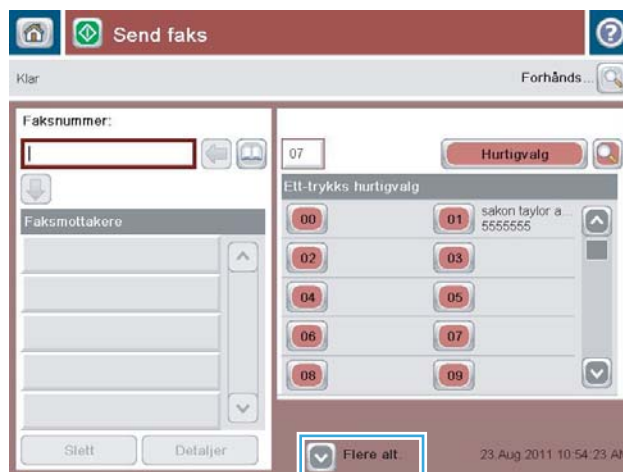 Send faks
Klar
Forhånds...
Faksnummer:
07
Hurtigvalg
Ett-trykks hurtigvalg
Faksmottakere
00
01 sakon taylor a...
5555555
02
03
04
05
06
07
08
09
Slett
Detaljer
Flere alt.
23.Aug 2011 10:54:23 AM